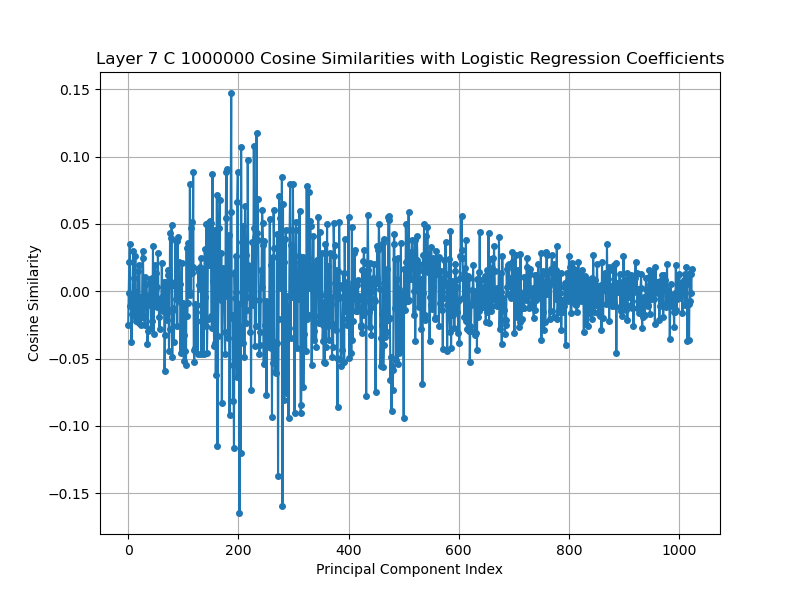 Layer 7 C 1000000 Cosine Similarities with Logistic Regression Coefficients
0.15
0.10
0.05
0.00
−0.05
−0.10
−0.15
Cosine Similarity
0 200 400 600 800 1000
Principal Component Index